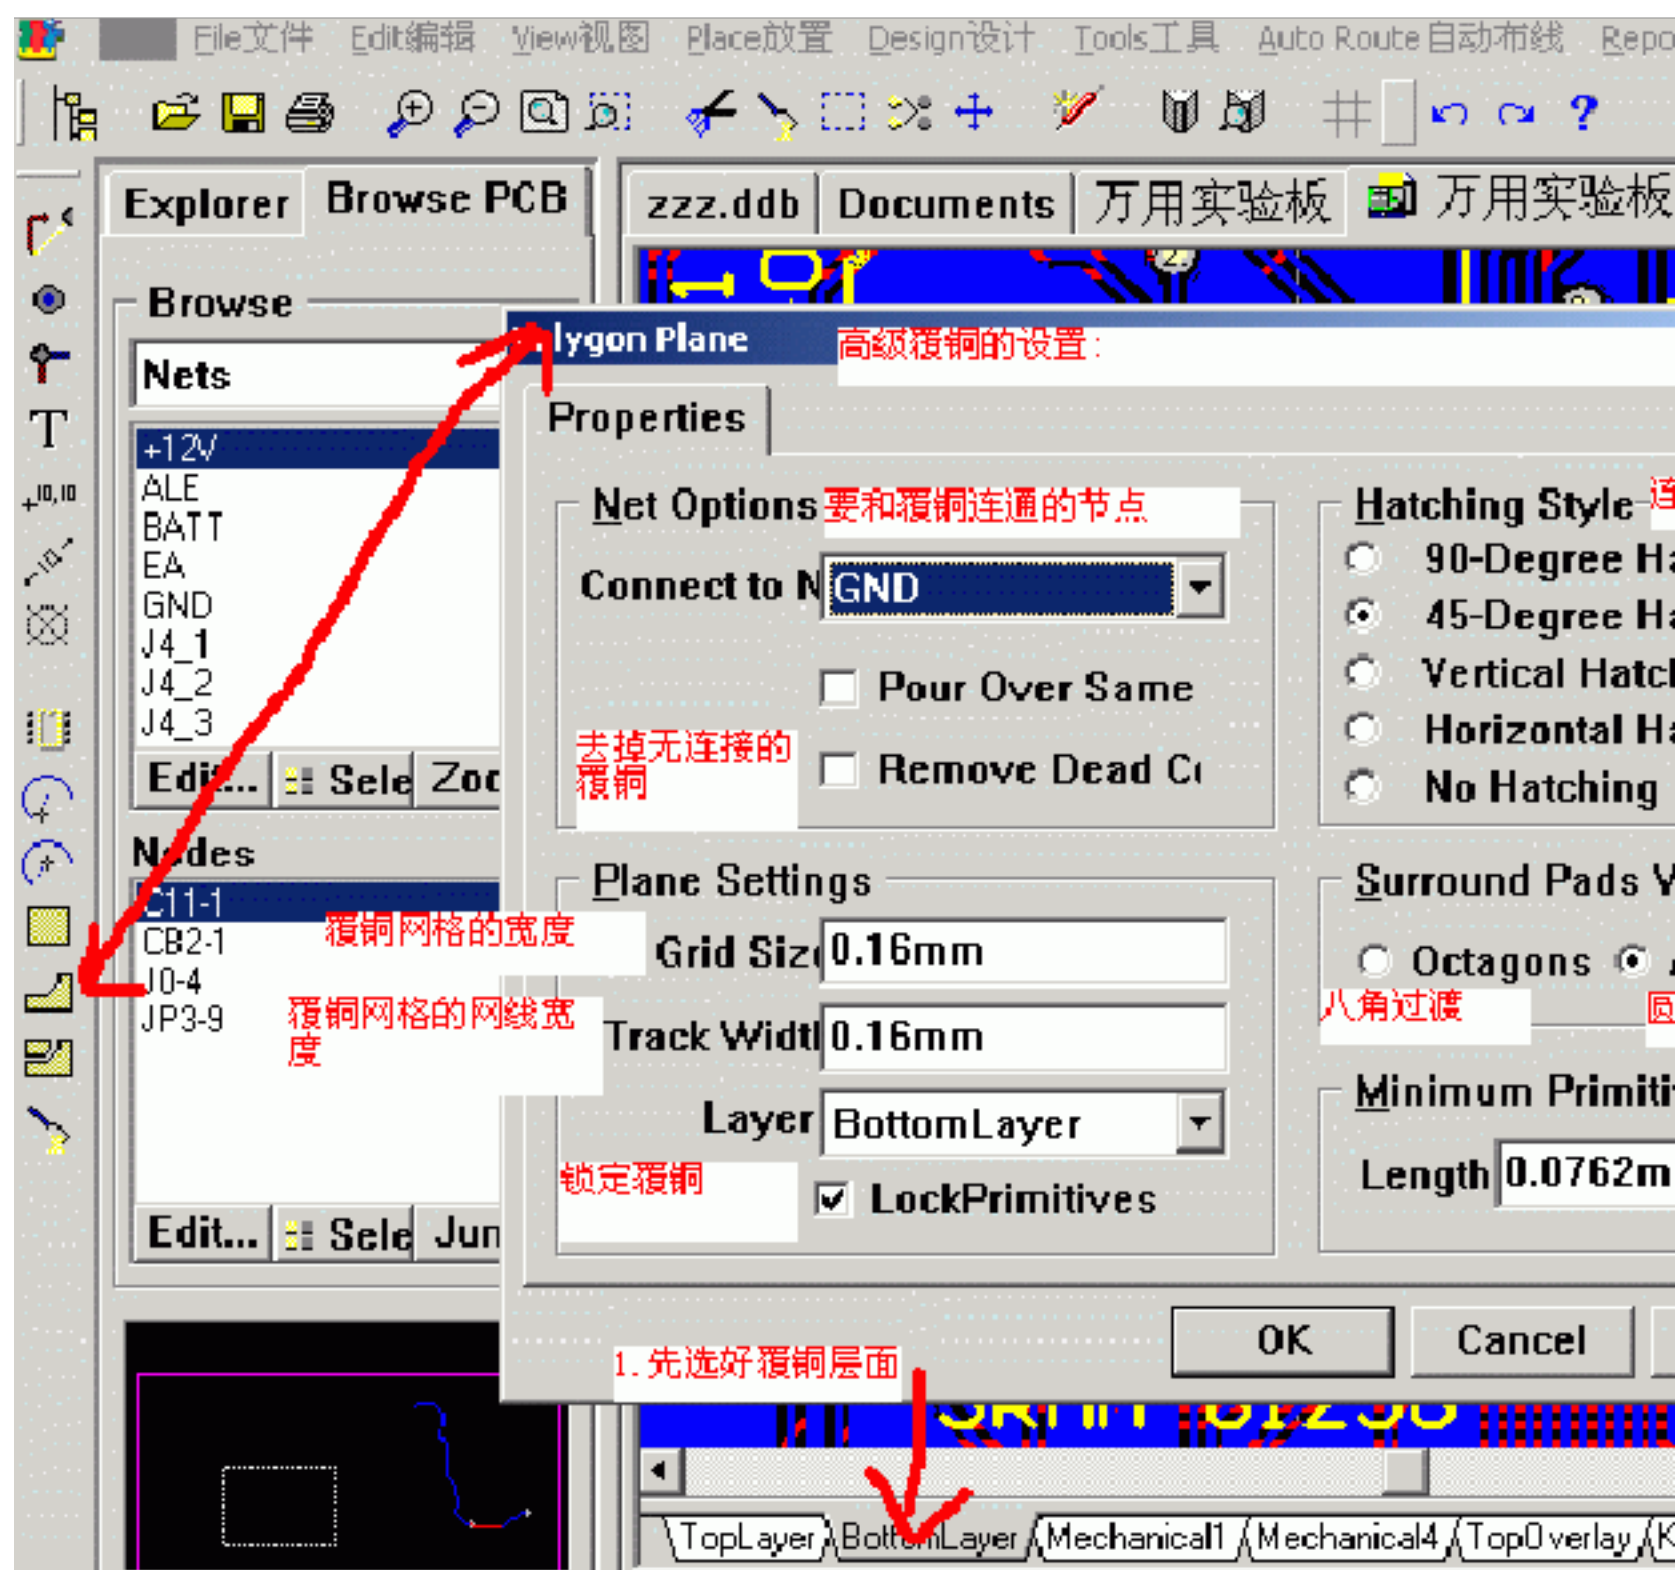 File文件 Edit编辑 View视图 Place放置 Design设计 Tools工具 Auto Route自动布线 Repo
Explorer Browse PCB
zzz.ddb Documents 万用实验板 万用实验板
Browse
Nets
+12V
ALE
BATT
EA
GND
J4_1
J4_2
J4_3
Edit... Sele Zoo
Nodes
C11-1
CB2-1
J0-4
JP3-9
Edit... Sele Jun
T
+10,10
lygon Plane
高级覆铜的设置：
Properties
Net Options 要和覆铜连通的节点
Connect to N GND
Pour Over Same
去掉无连接的
覆铜
Remove Dead Co
Hatching Style 连
90-Degree Ha
45-Degree Ha
Vertical Hatch
Horizontal Ha
No Hatching
Plane Settings
覆铜网格的宽度
Grid Size 0.16mm
覆铜网格的网线宽
度
Track Width 0.16mm
Layer BottomLayer
锁定覆铜
LockPrimitives
Surround Pads W
Octagons
八角过渡 圆
Minimum Primiti
Length 0.0762m
OK Cancel
1.先选好覆铜层面
TopLayer BottomLayer Mechanical1 Mechanical4 TopOverlay K